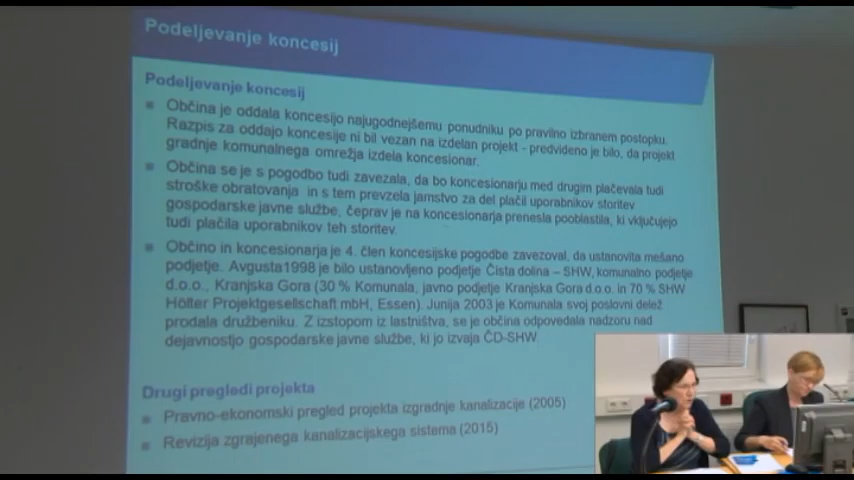 Podeljevanje koncesij
Podeljevanje koncesij
Občina je oddala koncesijo najugodnejšemu ponudniku po pravilno izbranem postopku.
Razpis za oddajo koncesije ni bil vezan na izdelan projekt - predvideno je bilo, da projekt
gradnje komunalnega omrežja izdela koncesionar.
Občina se je s pogodbo tudi zavezala, da bo koncesionarju med drugim plačevala tudi
stroške obratovanja in s tem prevzela jamstvo za del plačil uporabnikov storitev
gospodarske javne službe, čeprav je na koncesionarja prenesla pooblastila, ki vključujejo
tudi plačila uporabnikov teh storitev.
Občino in koncesionarja je 4. člen koncesijske pogodbe zavezoval, da ustanovita mešano
podjetje. Avgusta1998 je bilo ustanovljeno podjetje Čista dolina – SHW, komunalno podjetje
d.o.o., Kranjska Gora (30 % Komunala, javno podjetje Kranjska Gora d.o.o. in 70 % SHW
Hölter Projektgesellschaft mbH, Essen). Junija 2003 je Komunala svoj poslovni delež
prodala družbeniku. Z izstopom iz lastništva, se je občina odpovedala nadzoru nad
dejavnostjo gospodarske javne službe, ki jo izvaja ČD-SHW.
Drugi pregledi projekta
Pravno-ekonomski pregled projekta izgradnje kanalizacije (2005)
Revizija zgrajenega kanalizacijskega sistema (2015)